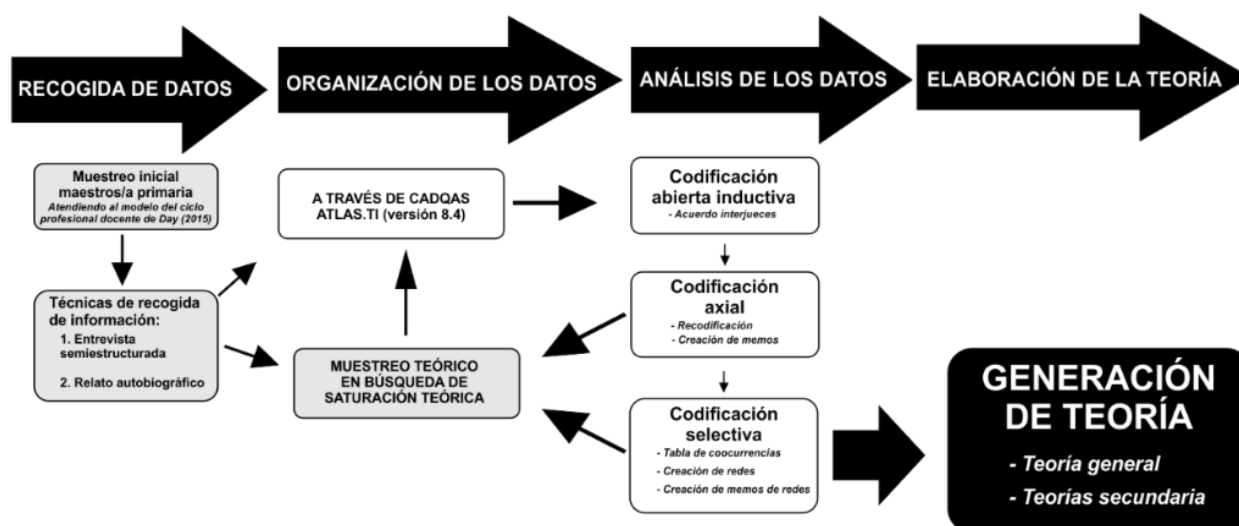 RECOGIDA DE DATOS
ORGANIZACIÓN DE LOS DATOS
ANÁLISIS DE LOS DATOS
ELABORACIÓN DE LA TEORÍA
Muestreo inicial
maestros/a primaria
Atendiendo al modelo del ciclo
profesional docente de Day (2015)
Técnicas de recogida
de información:
1. Entrevista
semiestructurada
2. Relato autobiográfico
A TRAVÉS DE CADQAS
ATLAS.TI (versión 8.4)
MUESTREO TEÓRICO
EN BÚSQUEDA DE
SATURACIÓN TEÓRICA
Codificación
abierta inductiva
- Acuerdo interjueces
Codificación
axial
- Recodificación
- Creación de memos
Codificación
selectiva
- Tabla de coocurrencias
- Creación de redes
- Creación de memos de redes
GENERACIÓN
DE TEORÍA
- Teoría general
- Teorías secundaria